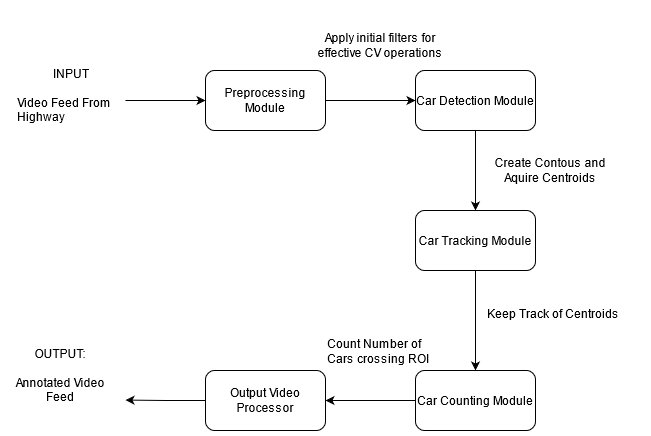 Apply initial filters for
effective CV operations
INPUT
Video Feed From
Highway
Preprocessing
Module
Car Detection Module
Create Contous and
Aquire Centroids
Car Tracking Module
Keep Track of Centroids
Count Number of
Cars crossing ROI
OUTPUT:
Annotated Video
Feed
Output Video
Processor
Car Counting Module